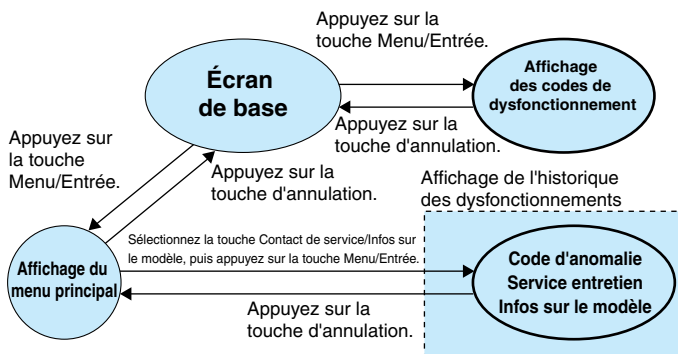 Appuyez sur la
touche Menu/Entrée.
Écran
de base
Affichage
des codes de
dysfonctionnement
Appuyez sur la
touche d'annulation.
Appuyez sur
la touche
Menu/Entrée.
Appuyez sur la
touche d'annulation.
Affichage de l'historique
des dysfonctionnements
Sélectionnez la touche Contact de service/Infos sur
le modèle, puis appuyez sur la touche Menu/Entrée.
Affichage du
menu principal
Code d'anomalie
Service entretien
Infos sur le modèle
Appuyez sur la
touche d'annulation.